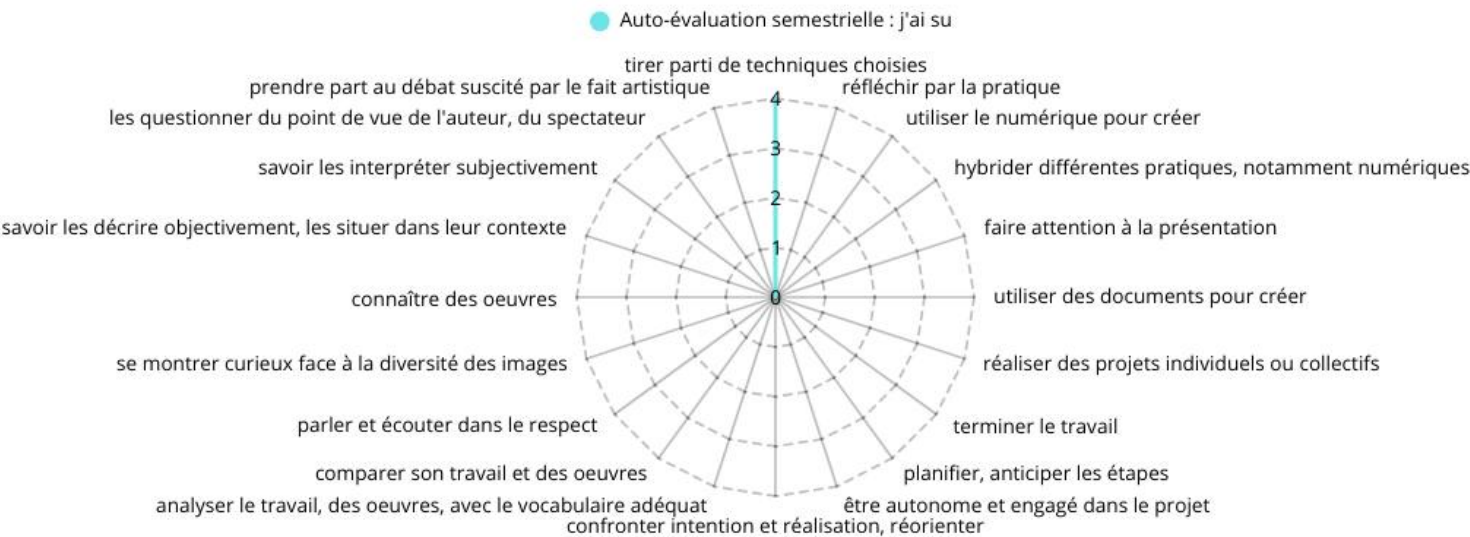 Auto-évaluation semestrielle : j'ai su
tirer parti de techniques choisies
prendre part au débat suscité par le fait artistique
réfléchir par la pratique
les questionner du point de vue de l'auteur, du spectateur
utiliser le numérique pour créer
savoir les interpréter subjectivement
hybrider différentes pratiques, notamment numériques
savoir les décrire objectivement, les situer dans leur contexte
faire attention à la présentation
connaître des oeuvres
utiliser des documents pour créer
se montrer curieux face à la diversité des images
réaliser des projets individuels ou collectifs
parler et écouter dans le respect
terminer le travail
comparer son travail et des oeuvres
planifier, anticiper les étapes
analyser le travail, des oeuvres, avec le vocabulaire adéquat
être autonome et engagé dans le projet
confronter intention et réalisation, réorienter
4
3
2
1
0